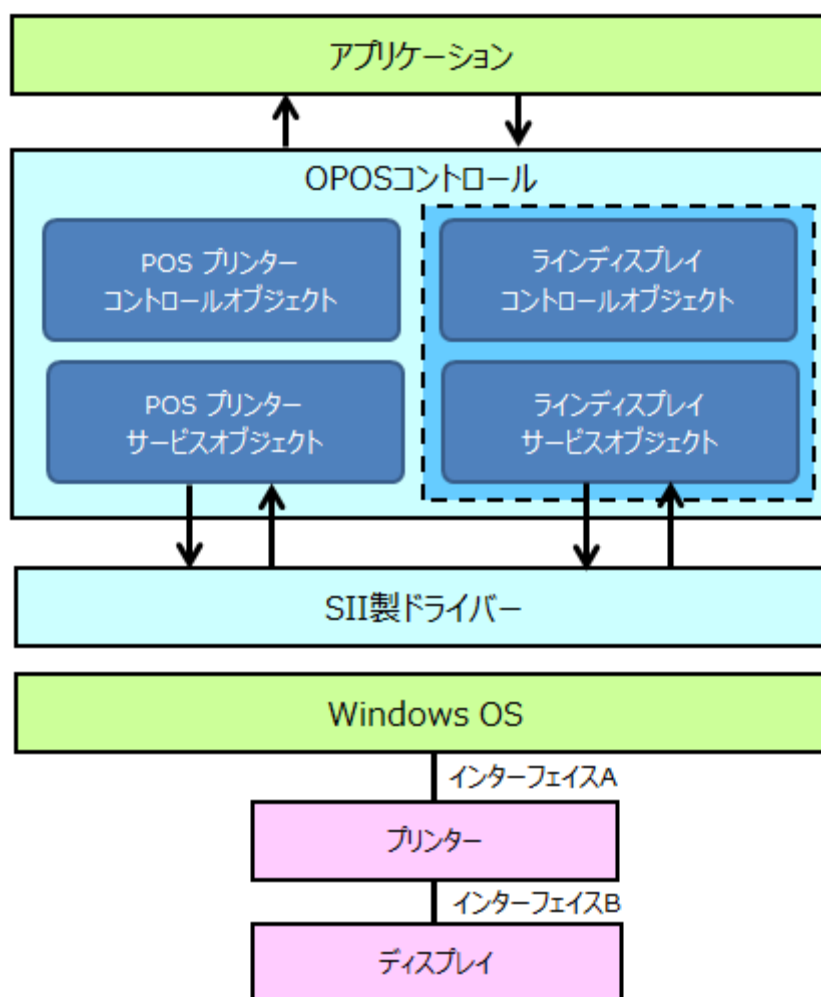 アプリケーション
OPOSコントロール
POS プリンター
コントロールオブジェクト
ラインディスプレイ
コントロールオブジェクト
POS プリンター
サービスオブジェクト
ラインディスプレイ
サービスオブジェクト
SII製ドライバー
Windows OS
インターフェイスA
プリンター
インターフェイスB
ディスプレイ